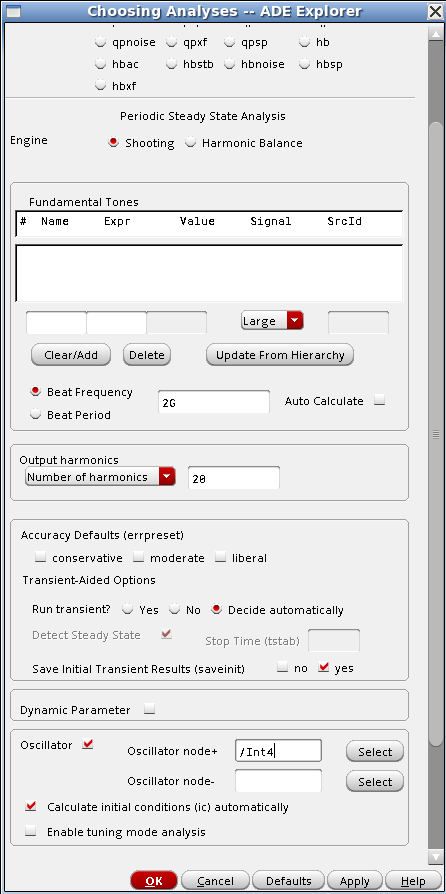 Choosing Analyses -- ADE Explorer
qpnoise qpxf qpsp hb
hbac hbstb hbnoise hbsp
hbxf
Periodic Steady State Analysis
Engine Shooting Harmonic Balance
Fundamental Tones
# Name Expr Value Signal SrcId
Large
Clear/Add Delete Update From Hierarchy
Beat Frequency 2G Auto Calculate
Beat Period
Output harmonics
Number of harmonics 20
Accuracy Defaults (errpreset)
conservative moderate liberal
Transient-Aided Options
Run transient? Yes No Decide automatically
Detect Steady State Stop Time (tstab)
Save Initial Transient Results (saveinit) no yes
Dynamic Parameter
Oscillator Oscillator node+ /Int4 Select
Oscillator node- Select
Calculate initial conditions (ic) automatically
Enable tuning mode analysis
OK Cancel Defaults Apply Help